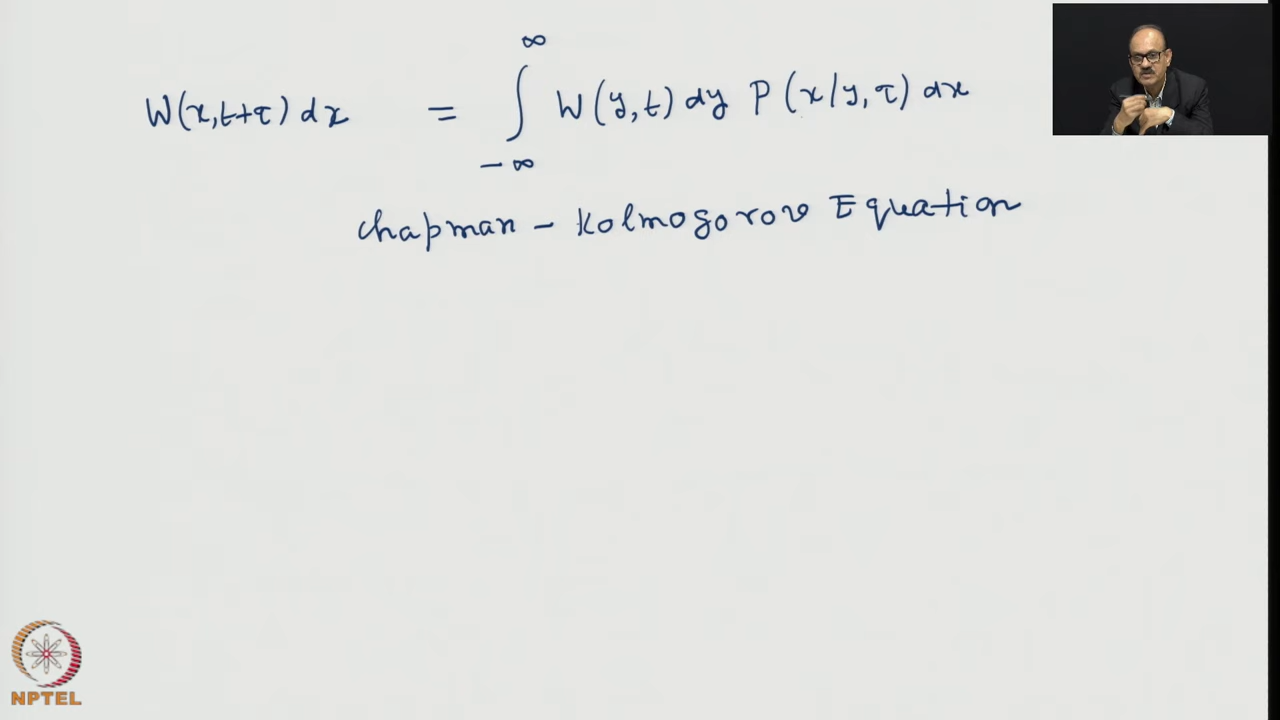 W(x,t+τ) dx = ∫_{-∞}^{∞} W(y,t) dy P(x/y,τ) dx
Chapman - Kolmogorov Equation
NPTEL